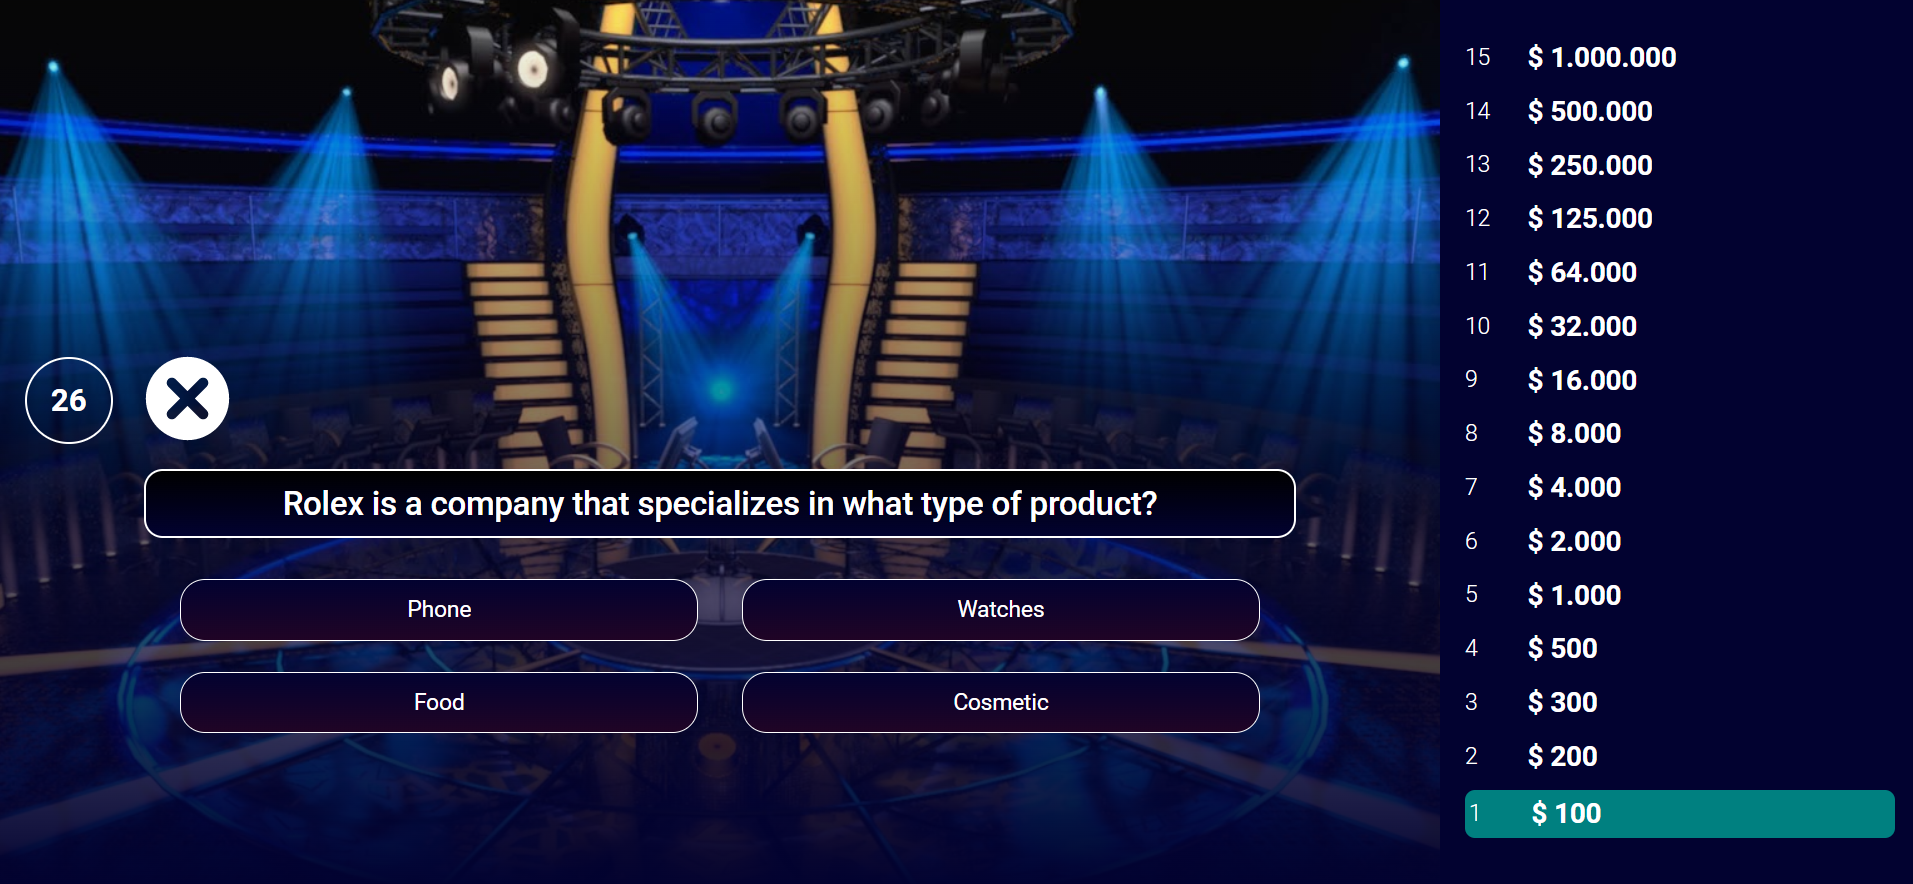 26
Rolex is a company that specializes in what type of product?
Phone
Watches
Food
Cosmetic
15 $ 1.000.000
14 $ 500.000
13 $ 250.000
12 $ 125.000
11 $ 64.000
10 $ 32.000
9 $ 16.000
8 $ 8.000
7 $ 4.000
6 $ 2.000
5 $ 1.000
4 $ 500
3 $ 300
2 $ 200
1 $ 100